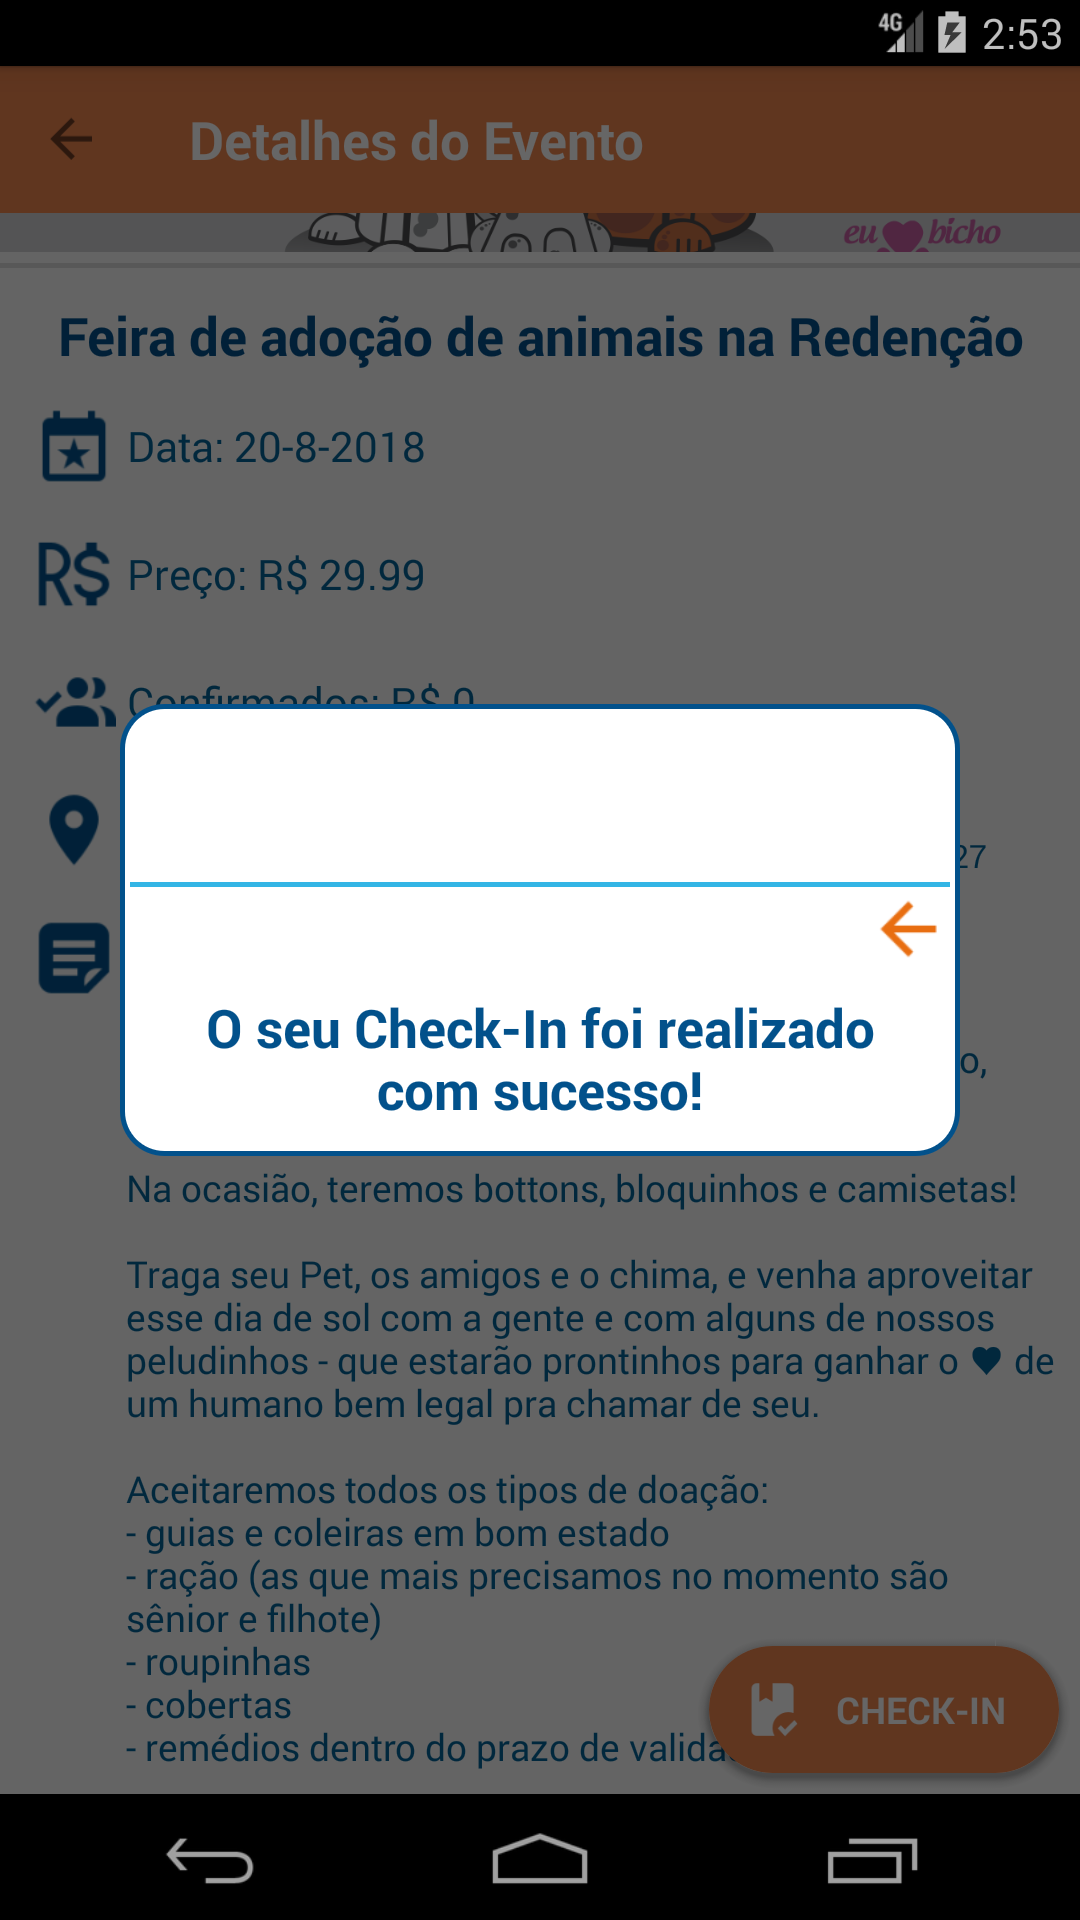 4G 2:53
Detalhes do Evento
eu bicho
Feira de adoção de animais na Redenção
Data: 20-8-2018
R$ Preço: R$ 29.99
Confirmados: R$ 0
27
O seu Check-In foi realizado
com sucesso!
o,
Na ocasião, teremos bottons, bloquinhos e camisetas!
Traga seu Pet, os amigos e o chima, e venha aproveitar
esse dia de sol com a gente e com alguns de nossos
peludinhos - que estarão prontinhos para ganhar o ♥ de
um humano bem legal pra chamar de seu.
Aceitaremos todos os tipos de doação:
- guias e coleiras em bom estado
- ração (as que mais precisamos no momento são
sênior e filhote)
- roupinhas
- cobertas
- remédios dentro do prazo de valida
CHECK-IN